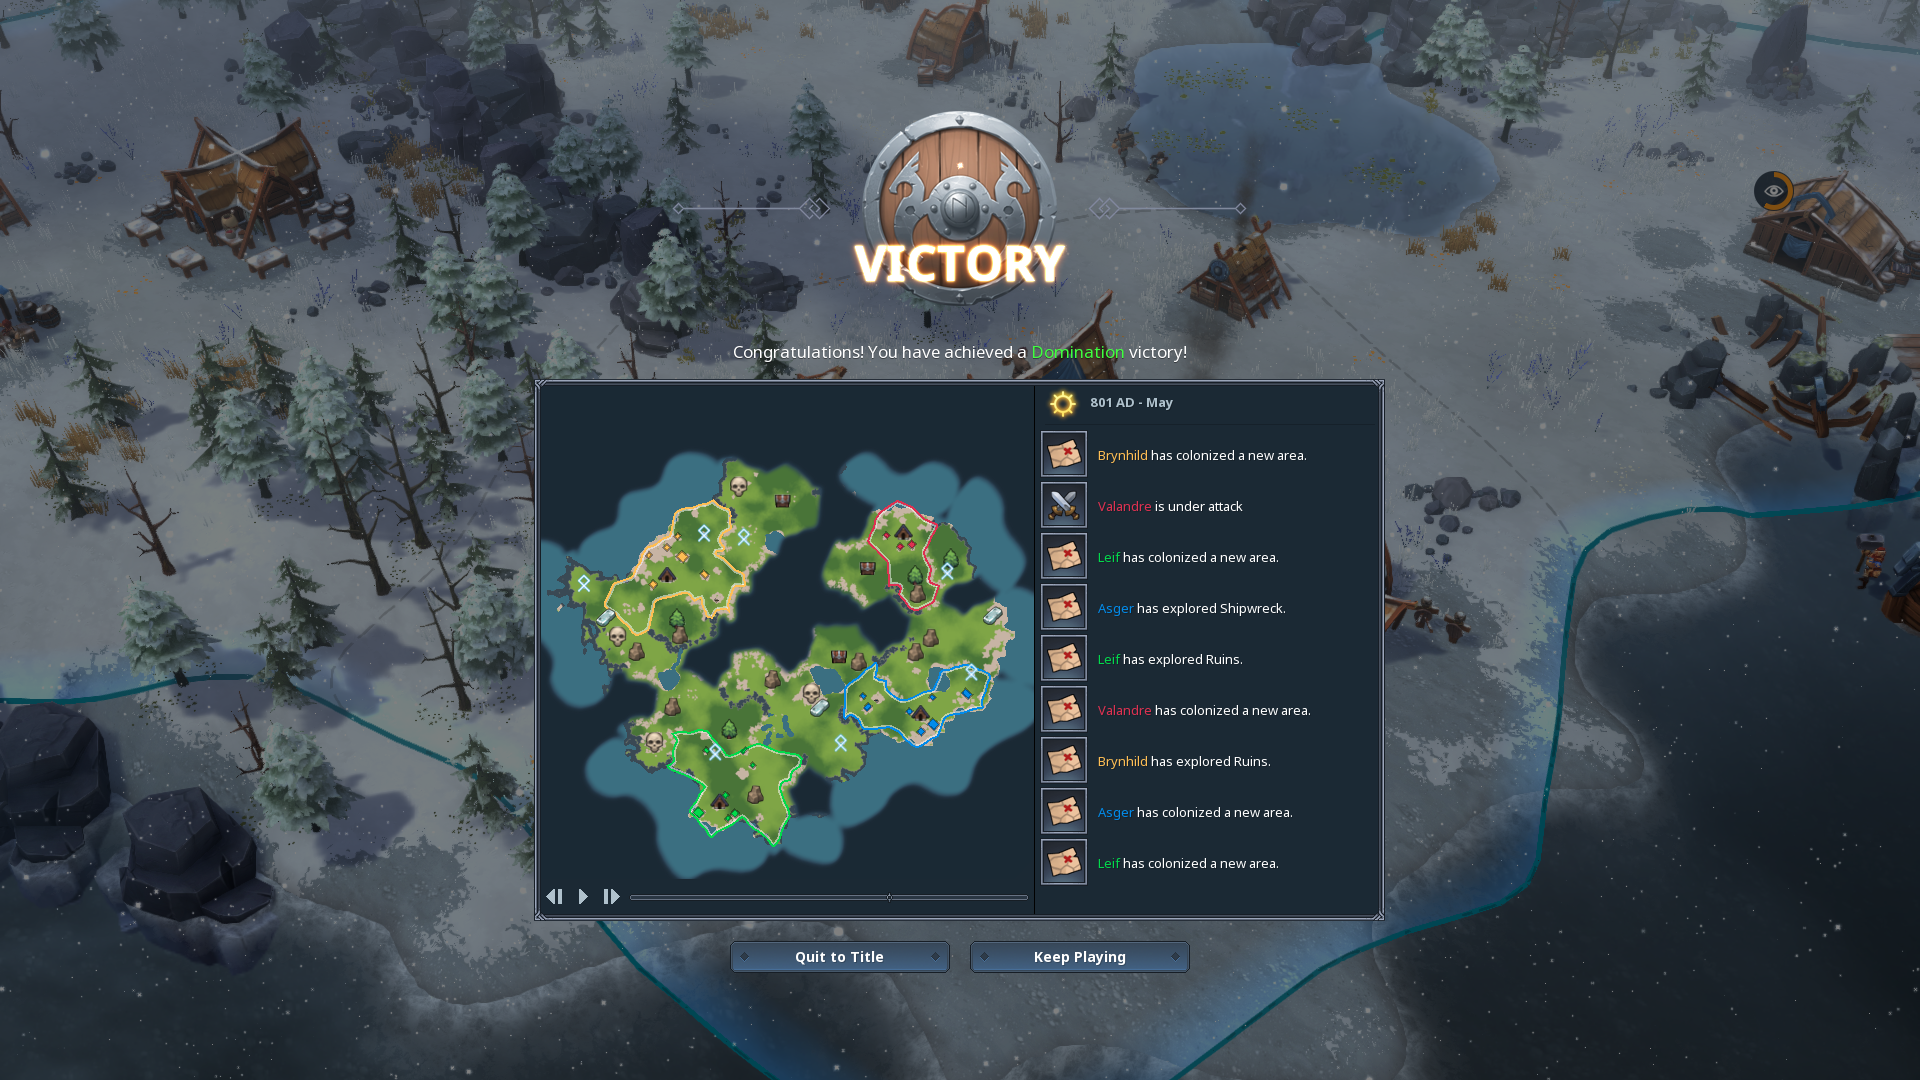 VICTORY
Congratulations! You have achieved a Domination victory!
801 AD - May
Brynhild has colonized a new area.
Valandre is under attack
Leif has colonized a new area.
Asger has explored Shipwreck.
Leif has explored Ruins.
Valandre has colonized a new area.
Brynhild has explored Ruins.
Asger has colonized a new area.
Leif has colonized a new area.
Quit to Title
Keep Playing